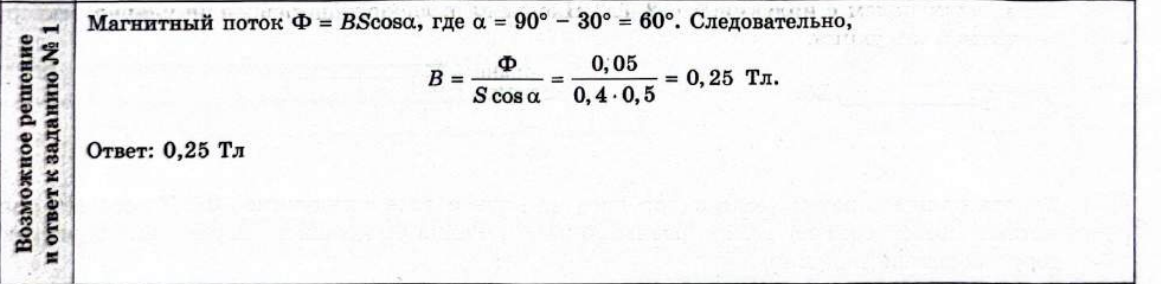 Возможное решение
и ответ к заданию № 1
Магнитный поток Ф = BScosα, где α = 90° – 30° = 60°. Следовательно,
B = Ф / (S cos α) = 0,05 / (0,4 · 0,5) = 0,25 Тл.
Ответ: 0,25 Тл